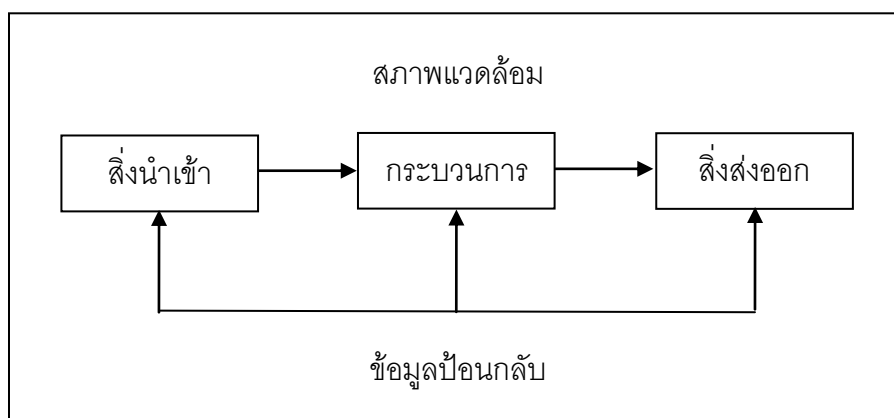 สภาพแวดล้อม
สิ่งนำเข้า กระบวนการ สิ่งส่งออก
ข้อมูลป้อนกลับ